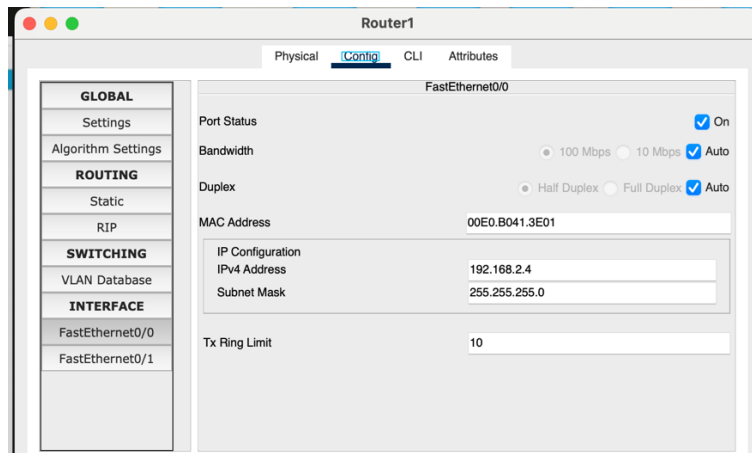 Router1
Physical Config CLI Attributes
GLOBAL
Settings
Algorithm Settings
ROUTING
Static
RIP
SWITCHING
VLAN Database
INTERFACE
FastEthernet0/0
FastEthernet0/1
FastEthernet0/0
Port Status On
Bandwidth 100 Mbps 10 Mbps Auto
Duplex Half Duplex Full Duplex Auto
MAC Address 00E0.B041.3E01
IP Configuration
IPv4 Address 192.168.2.4
Subnet Mask 255.255.255.0
Tx Ring Limit 10